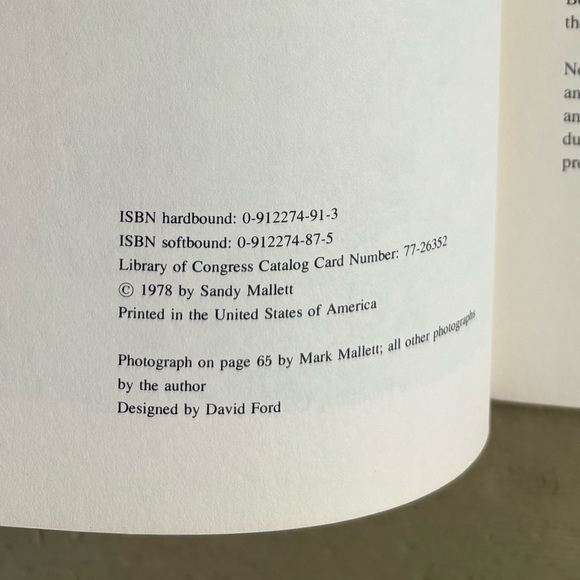 ISBN hardbound: 0-912274-91-3
ISBN softbound: 0-912274-87-5
Library of Congress Catalog Card Number: 77-26352
© 1978 by Sandy Mallett
Printed in the United States of America
Photograph on page 65 by Mark Mallett; all other photographs
by the author
Designed by David Ford